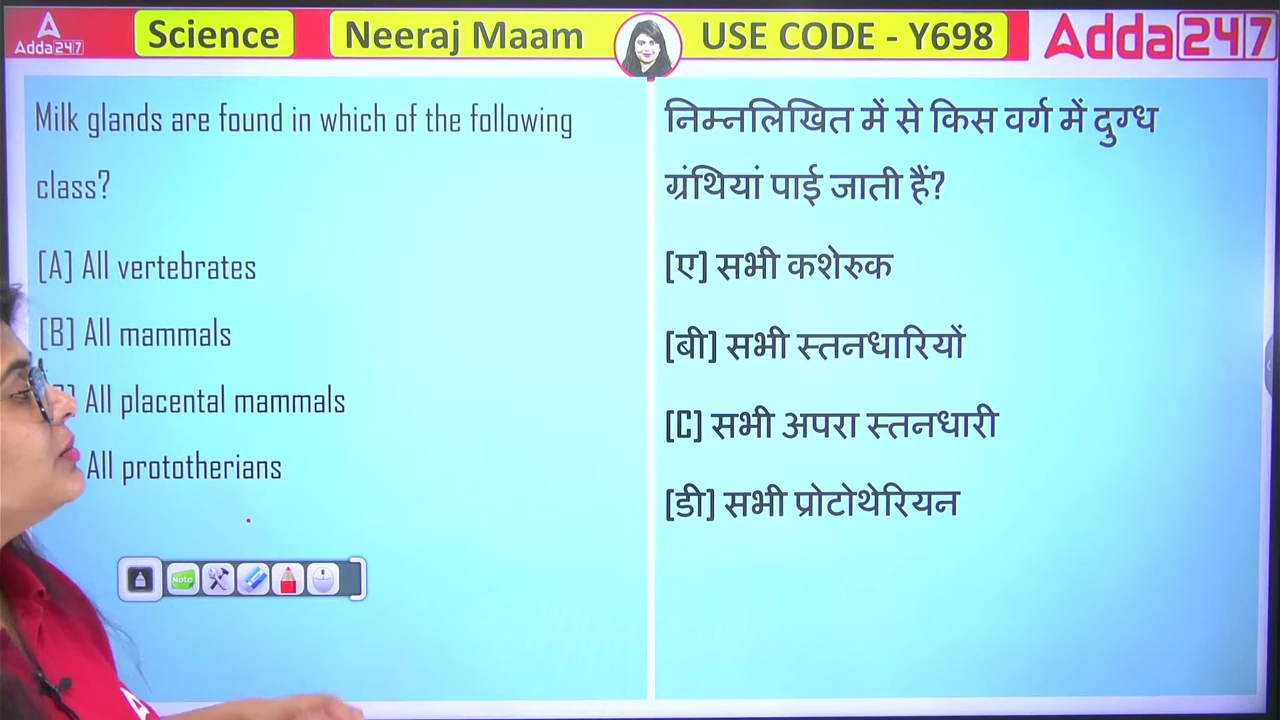 Adda247
Science
Neeraj Maam
USE CODE - Y698
Adda247
Milk glands are found in which of the following
class?
[A] All vertebrates
[B] All mammals
All placental mammals
All prototherians
Note
निम्नलिखित में से किस वर्ग में दुग्ध
ग्रंथियां पाई जाती हैं?
[ए] सभी कशेरुक
[बी] सभी स्तनधारियों
[C] सभी अपरा स्तनधारी
[डी] सभी प्रोटोथेरियन